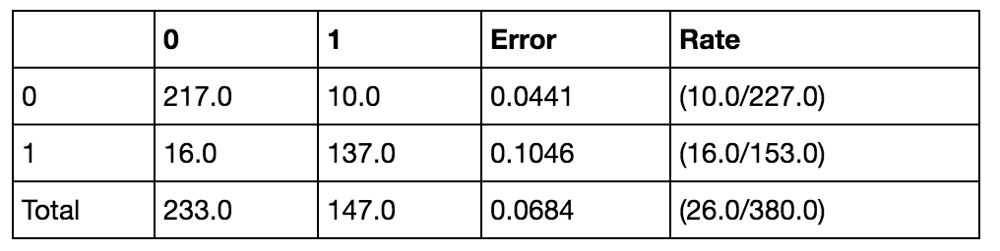 0 1 Error Rate
0 217.0 10.0 0.0441 (10.0/227.0)
1 16.0 137.0 0.1046 (16.0/153.0)
Total 233.0 147.0 0.0684 (26.0/380.0)